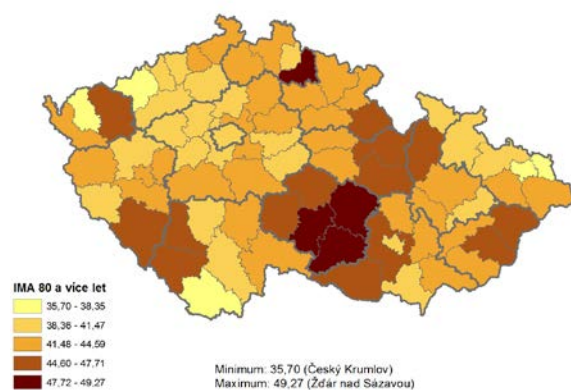 IMA 80 a více let
35,70 - 38,35
38,36 - 41,47
41,48 - 44,59
44,60 - 47,71
47,72 - 49,27
Minimum: 35,70 (Český Krumlov)
Maximum: 49,27 (Žďár nad Sázavou)